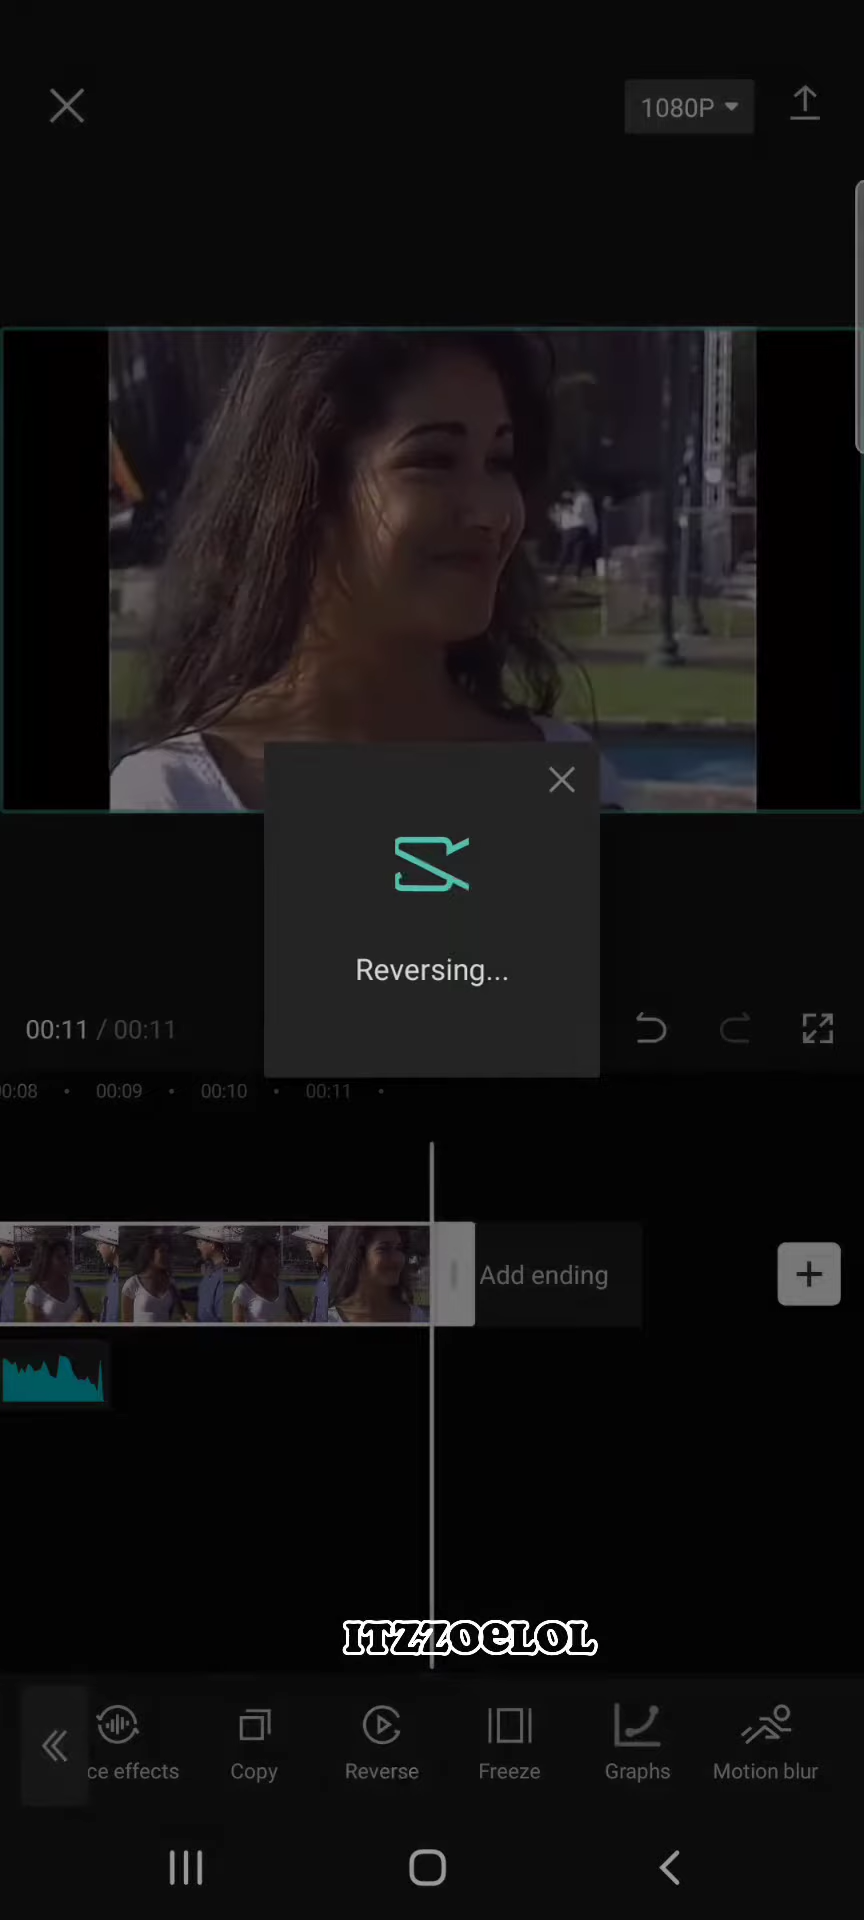 1080P
Reversing...
00:11 / 00:11
0:08 00:09 00:10 00:11
Add ending
ITZZOELOL
ce effects Copy Reverse Freeze Graphs Motion blur